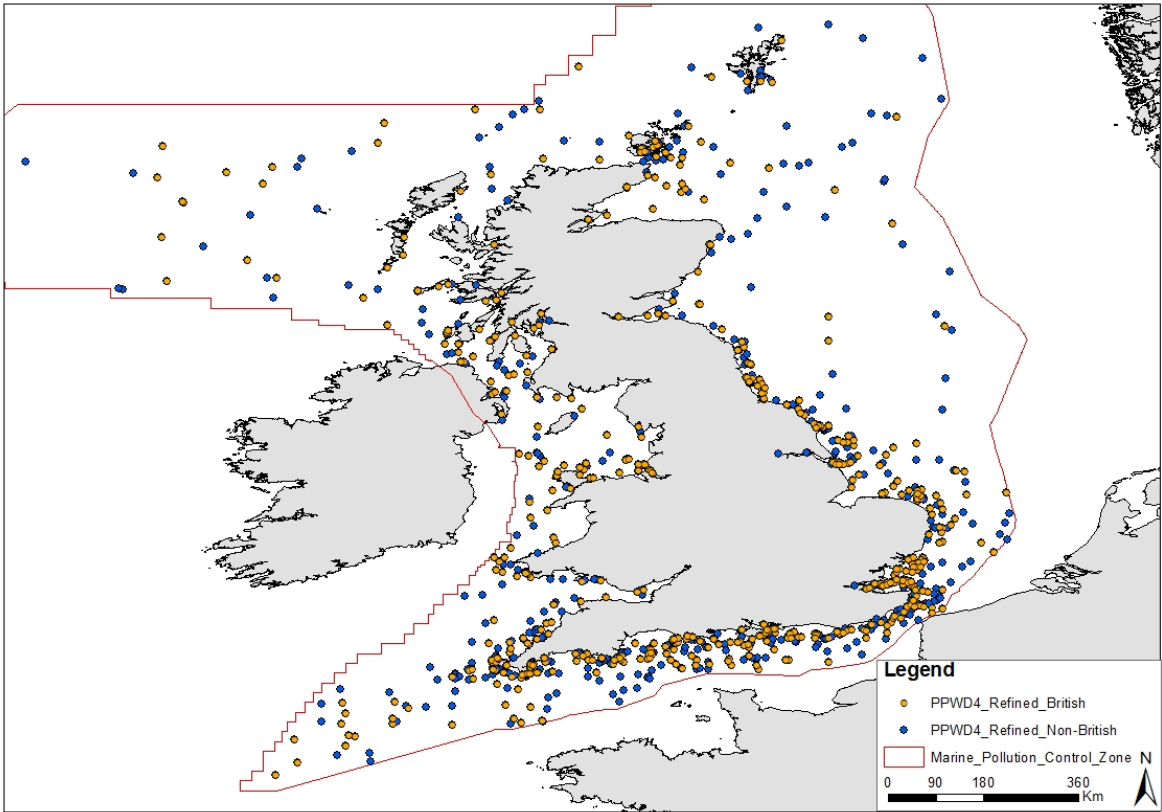 Legend
PPWD4_Refined_British
PPWD4_Refined_Non-British
Marine_Pollution_Control_Zone N
0 90 180 360
Km